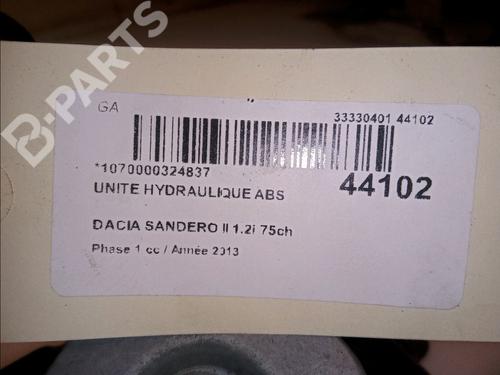 B-PARTS
GA
33330401 44102
*1070000324837
44102
UNITE HYDRAULIQUE ABS
DACIA SANDERO II 1.2i 75ch
Phase 1 cc / Année 2013